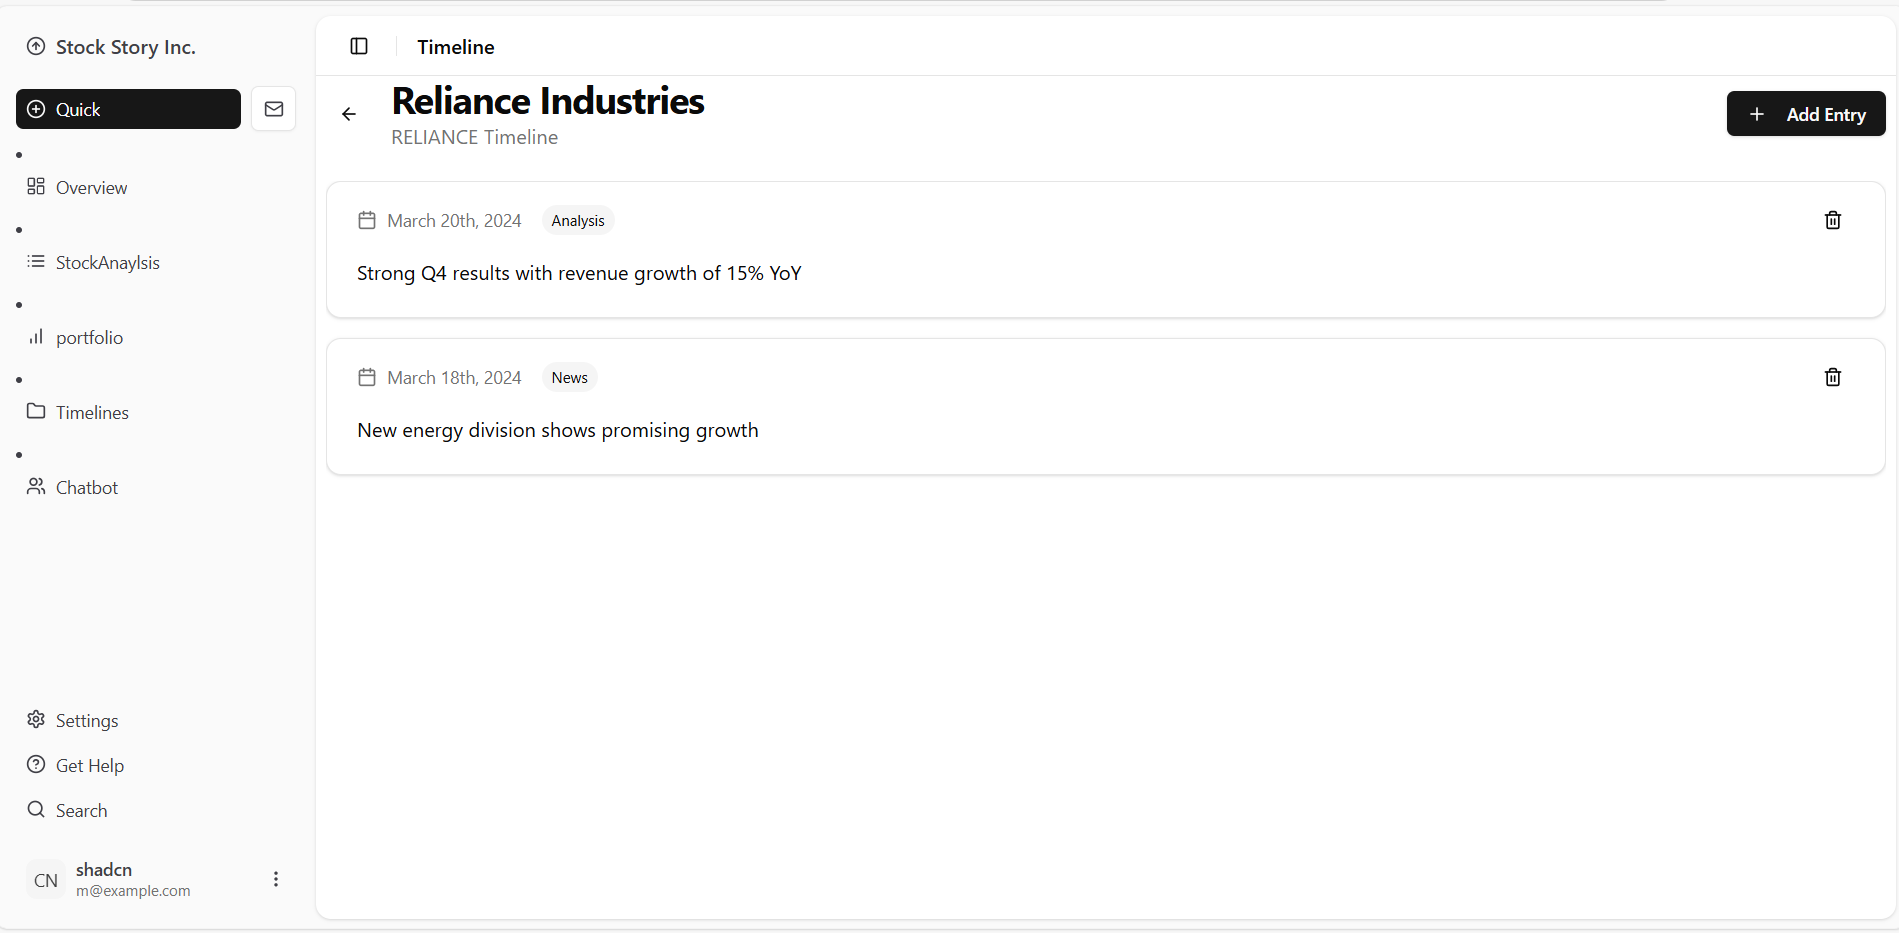 Stock Story Inc.
Quick
Overview
StockAnaylsis
portfolio
Timelines
Chatbot
Settings
Get Help
Search
CN
shadcn
m@example.com
Timeline
Reliance Industries
RELIANCE Timeline
Add Entry
March 20th, 2024 Analysis
Strong Q4 results with revenue growth of 15% YoY
March 18th, 2024 News
New energy division shows promising growth